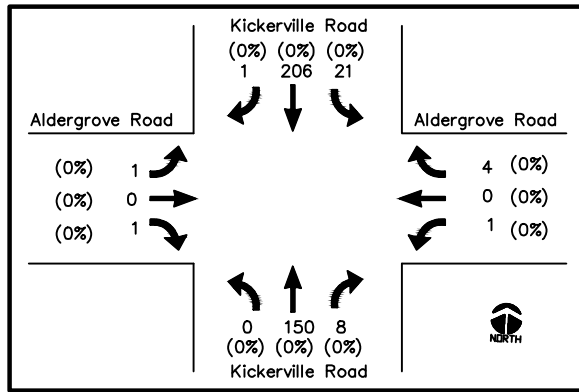 Kickerville Road
(0%) (0%) (0%)
1 206 21
Aldergrove Road
Aldergrove Road
(0%) 1
4 (0%)
(0%) 0
0 (0%)
(0%) 1
1 (0%)
0 150 8
(0%) (0%) (0%)
Kickerville Road
NORTH